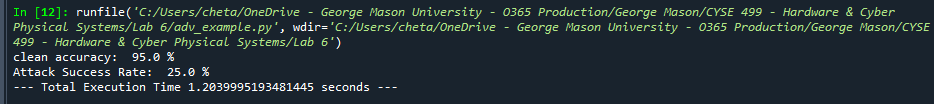 In [12]: runfile('C:/Users/cheta/OneDrive - George Mason University - O365 Production/George Mason/CYSE 499 - Hardware & Cyber
Physical Systems/Lab 6/adv_example.py', wdir='C:/Users/cheta/OneDrive - George Mason University - O365 Production/George Mason/CYSE
499 - Hardware & Cyber Physical Systems/Lab 6')
clean accuracy:  95.0 %
Attack Success Rate:  25.0 %
--- Total Execution Time 1.2039995193481445 seconds ---